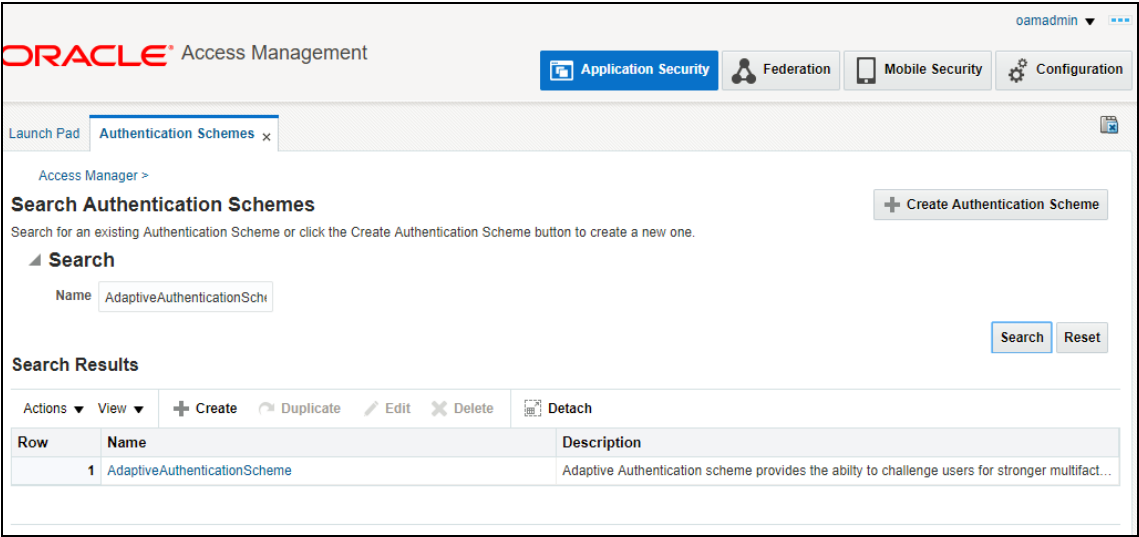 oamadmin
ORACLE Access Management
Application Security Federation Mobile Security Configuration
Launch Pad Authentication Schemes x
Access Manager >
Search Authentication Schemes
Create Authentication Scheme
Search for an existing Authentication Scheme or click the Create Authentication Scheme button to create a new one.
Search
Name AdaptiveAuthenticationSche
Search Reset
Search Results
Actions View Create Duplicate Edit Delete Detach
Row Name Description
1 AdaptiveAuthenticationScheme Adaptive Authentication scheme provides the abilty to challenge users for stronger multifact...